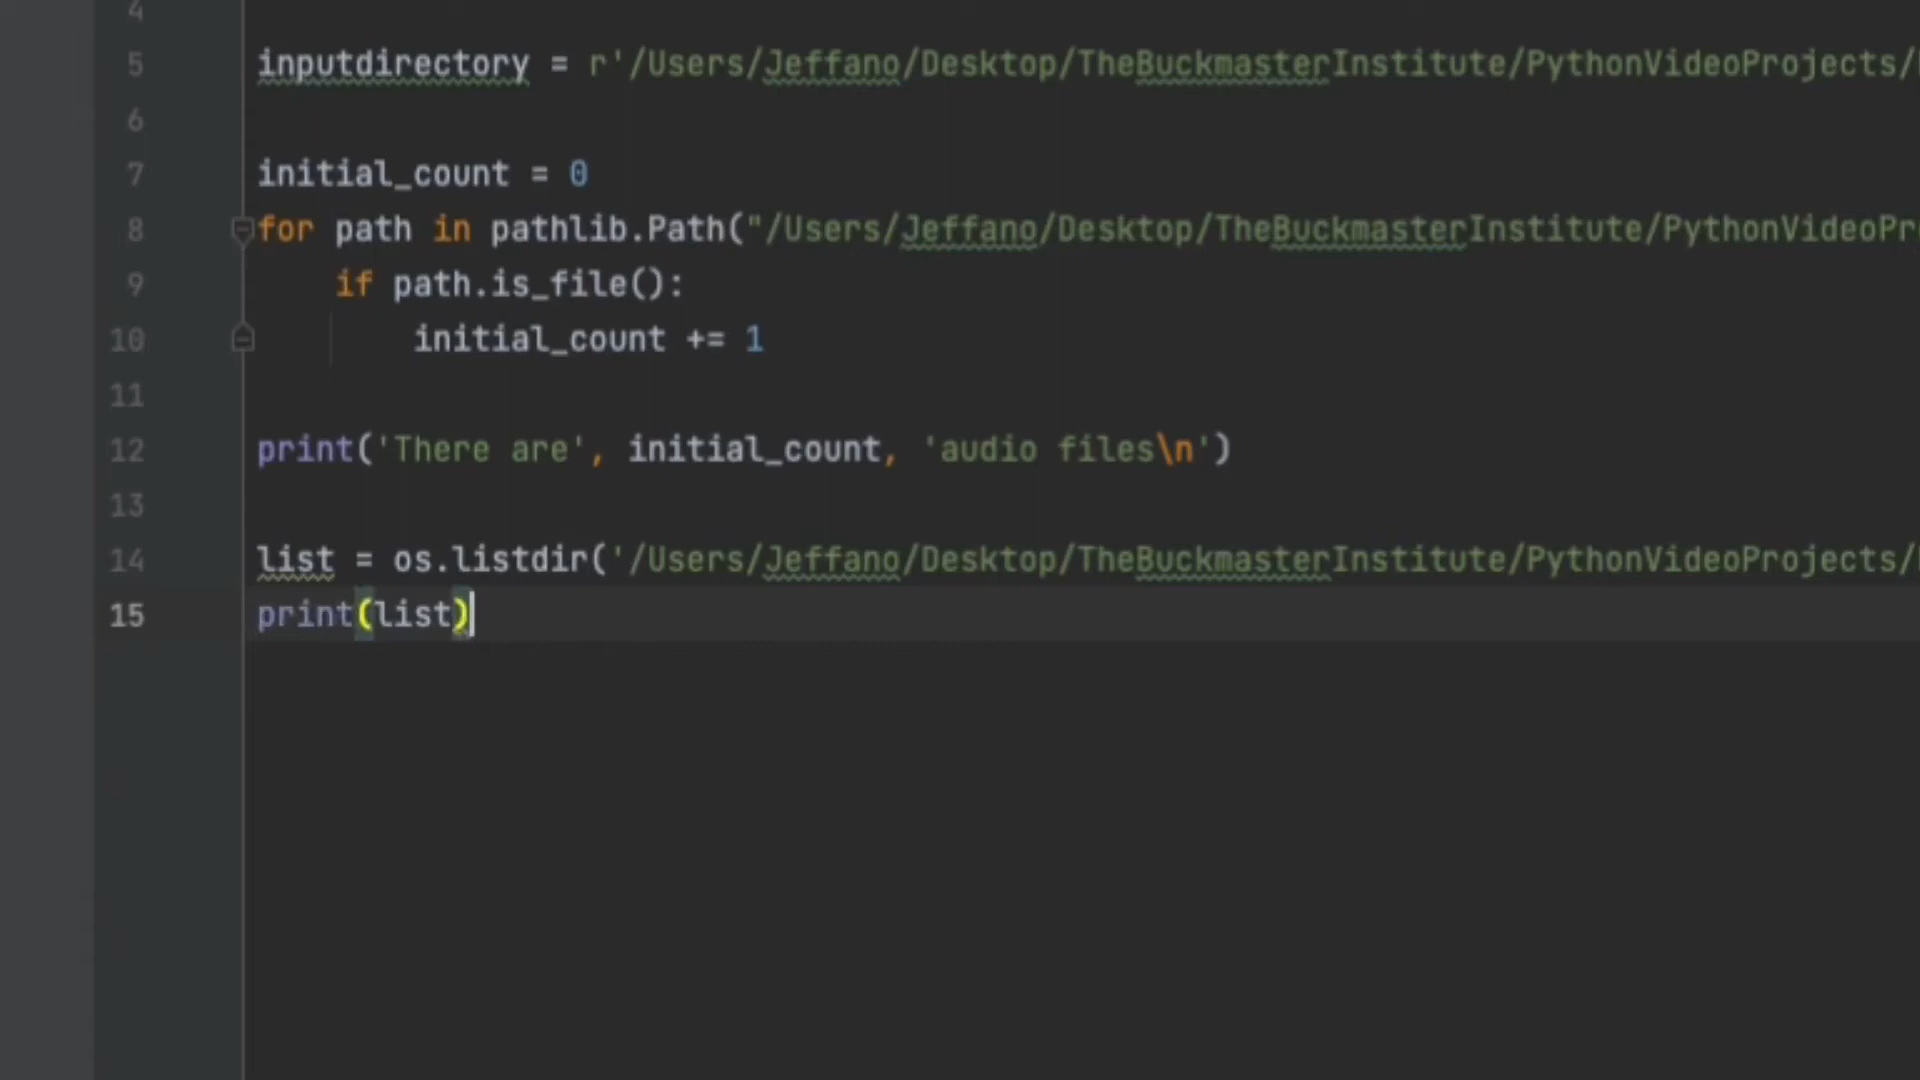 4
5 inputdirectory = r'/Users/Jeffano/Desktop/TheBuckmasterInstitute/PythonVideoProjects/
6
7 initial_count = 0
8 for path in pathlib.Path("/Users/Jeffano/Desktop/TheBuckmasterInstitute/PythonVideoPr
9 if path.is_file():
10 initial_count += 1
11
12 print('There are', initial_count, 'audio files\n')
13
14 list = os.listdir('/Users/Jeffano/Desktop/TheBuckmasterInstitute/PythonVideoProjects/
15 print(list)